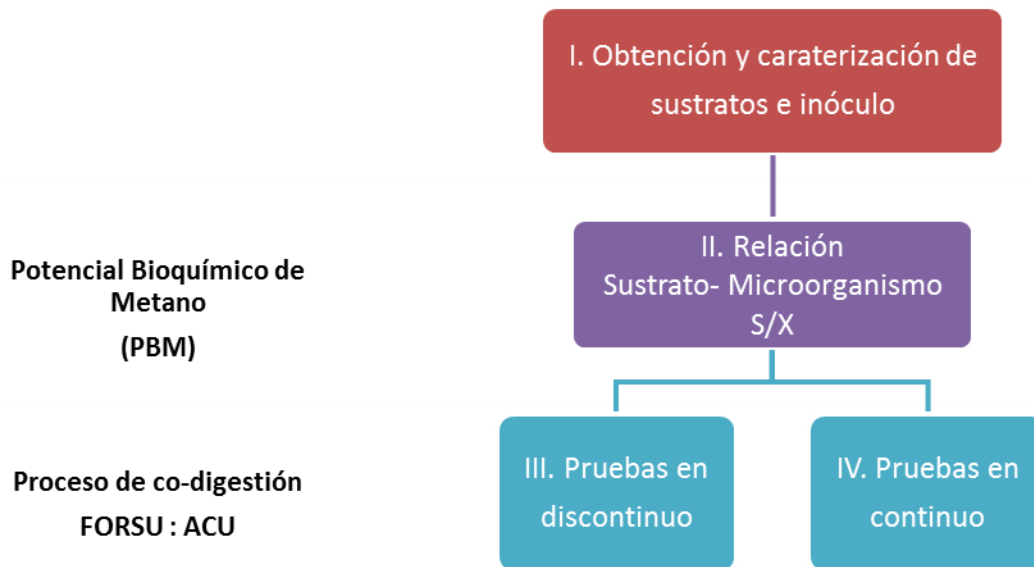 I. Obtención y caraterización de
sustratos e inóculo
Potencial Bioquímico de
Metano
(PBM)
II. Relación
Sustrato- Microorganismo
S/X
Proceso de co-digestión
FORSU : ACU
III. Pruebas en
discontinuo
IV. Pruebas en
continuo